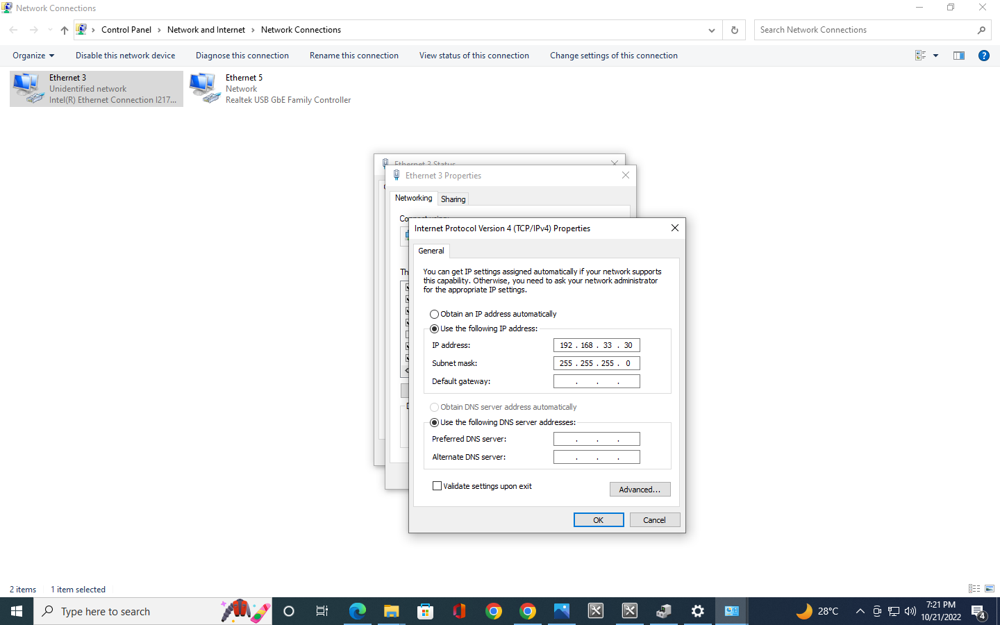 Network Connections
Control Panel > Network and Internet > Network Connections
Search Network Connections
Organize Disable this network device Diagnose this connection Rename this connection View status of this connection Change settings of this connection
Ethernet 3
Unidentified network
Intel(R) Ethernet Connection I217...
Ethernet 5
Network
Realtek USB GbE Family Controller
Ethernet 3 Status
Ethernet 3 Properties
Networking Sharing
Internet Protocol Version 4 (TCP/IPv4) Properties
General
You can get IP settings assigned automatically if your network supports
this capability. Otherwise, you need to ask your network administrator
for the appropriate IP settings.
Obtain an IP address automatically
Use the following IP address:
IP address: 192 . 168 . 33 . 30
Subnet mask: 255 . 255 . 255 . 0
Default gateway: . . .
Obtain DNS server address automatically
Use the following DNS server addresses:
Preferred DNS server: . . .
Alternate DNS server: . . .
Validate settings upon exit
Advanced...
OK Cancel
2 items 1 item selected
Type here to search
28°C
7:21 PM
10/21/2022
4